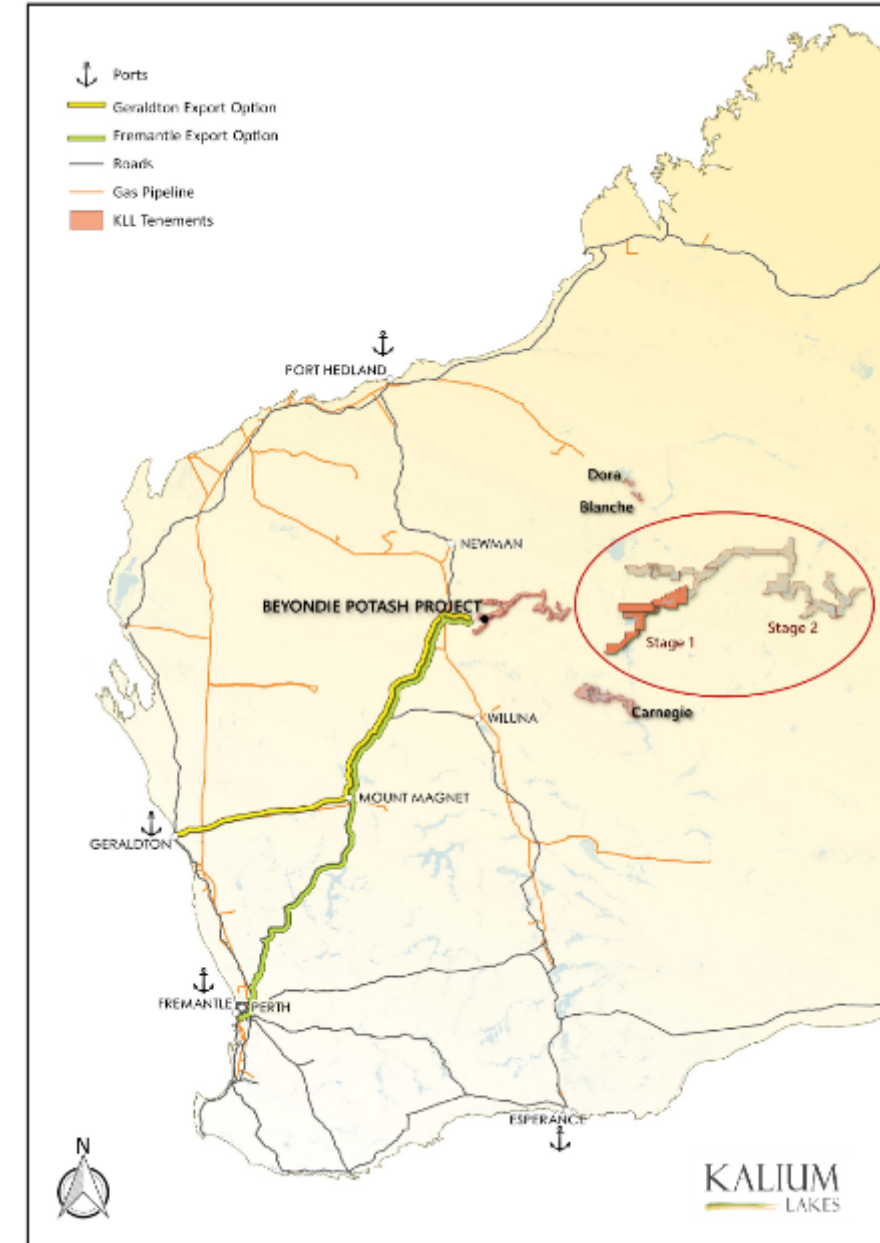 Ports
Geraldton Export Option
Fremantle Export Option
Roads
Gas Pipeline
KLL Tenements
PORT HEDLAND
Dora
Blanche
NEWMAN
BEYONDIE POTASH PROJECT
Stage 1
Stage 2
Carnegie
WILUNA
MOUNT MAGNET
GERALDTON
FREMANTLE
PERTH
ESPERANCE
N
KALIUM
LAKES